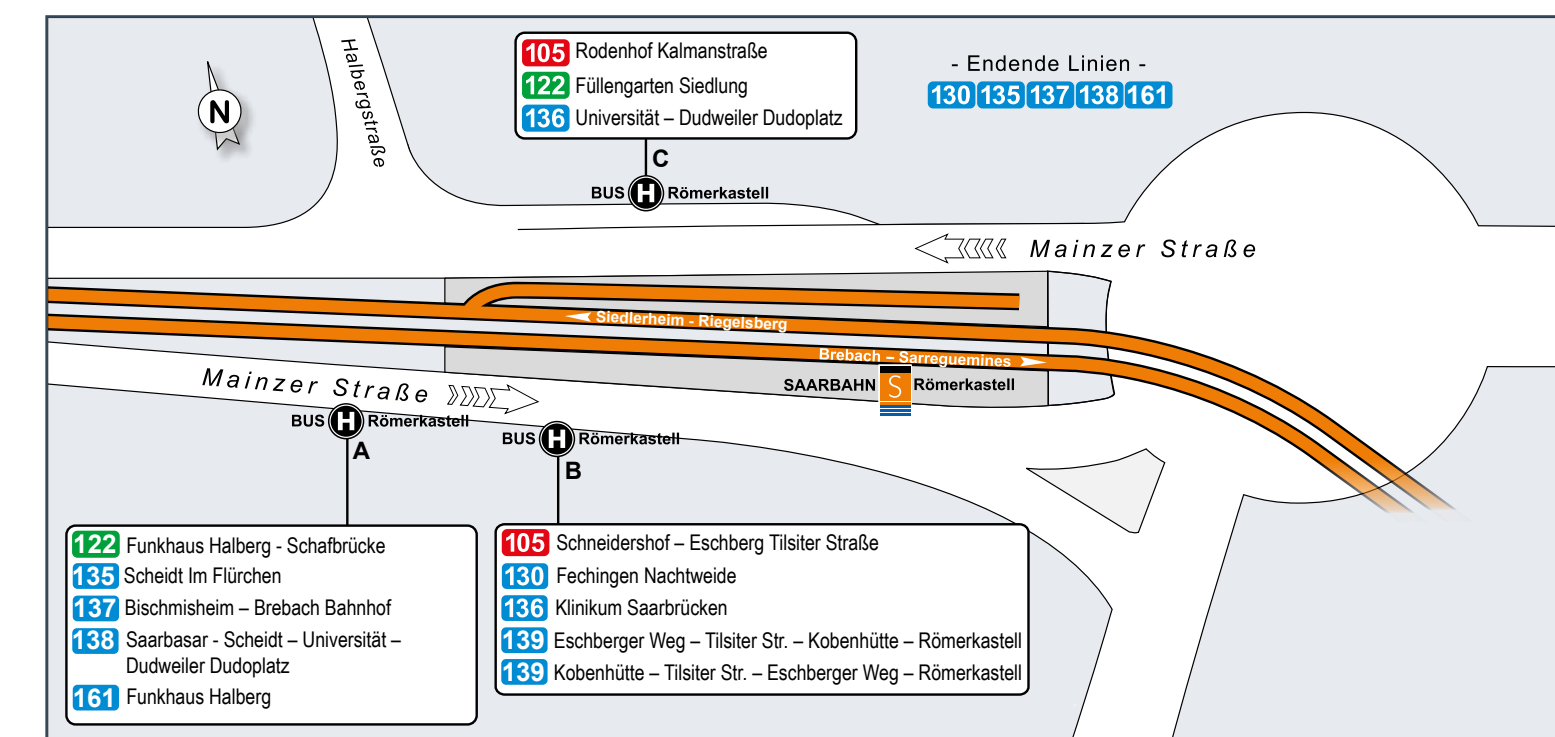 Halbergstraße
N
105 Rodenhof Kalmanstraße
122 Füllengarten Siedlung
136 Universität – Dudweiler Dudoplatz
- Endende Linien -
130 135 137 138 161
C
BUS H Römerkastell
Mainzer Straße
Siedlerheim - Riegelsberg
Brebach – Sarreguemines
SAARBAHN S Römerkastell
Mainzer Straße
BUS H Römerkastell
A
BUS H Römerkastell
B
122 Funkhaus Halberg - Schafbrücke
135 Scheidt Im Flürchen
137 Bischmisheim – Brebach Bahnhof
138 Saarbasar - Scheidt – Universität –
Dudweiler Dudoplatz
161 Funkhaus Halberg
105 Schneidershof – Eschberg Tilsiter Straße
130 Fechingen Nachtweide
136 Klinikum Saarbrücken
139 Eschberger Weg – Tilsiter Str. – Kobenhütte – Römerkastell
139 Kobenhütte – Tilsiter Str. – Eschberger Weg – Römerkastell